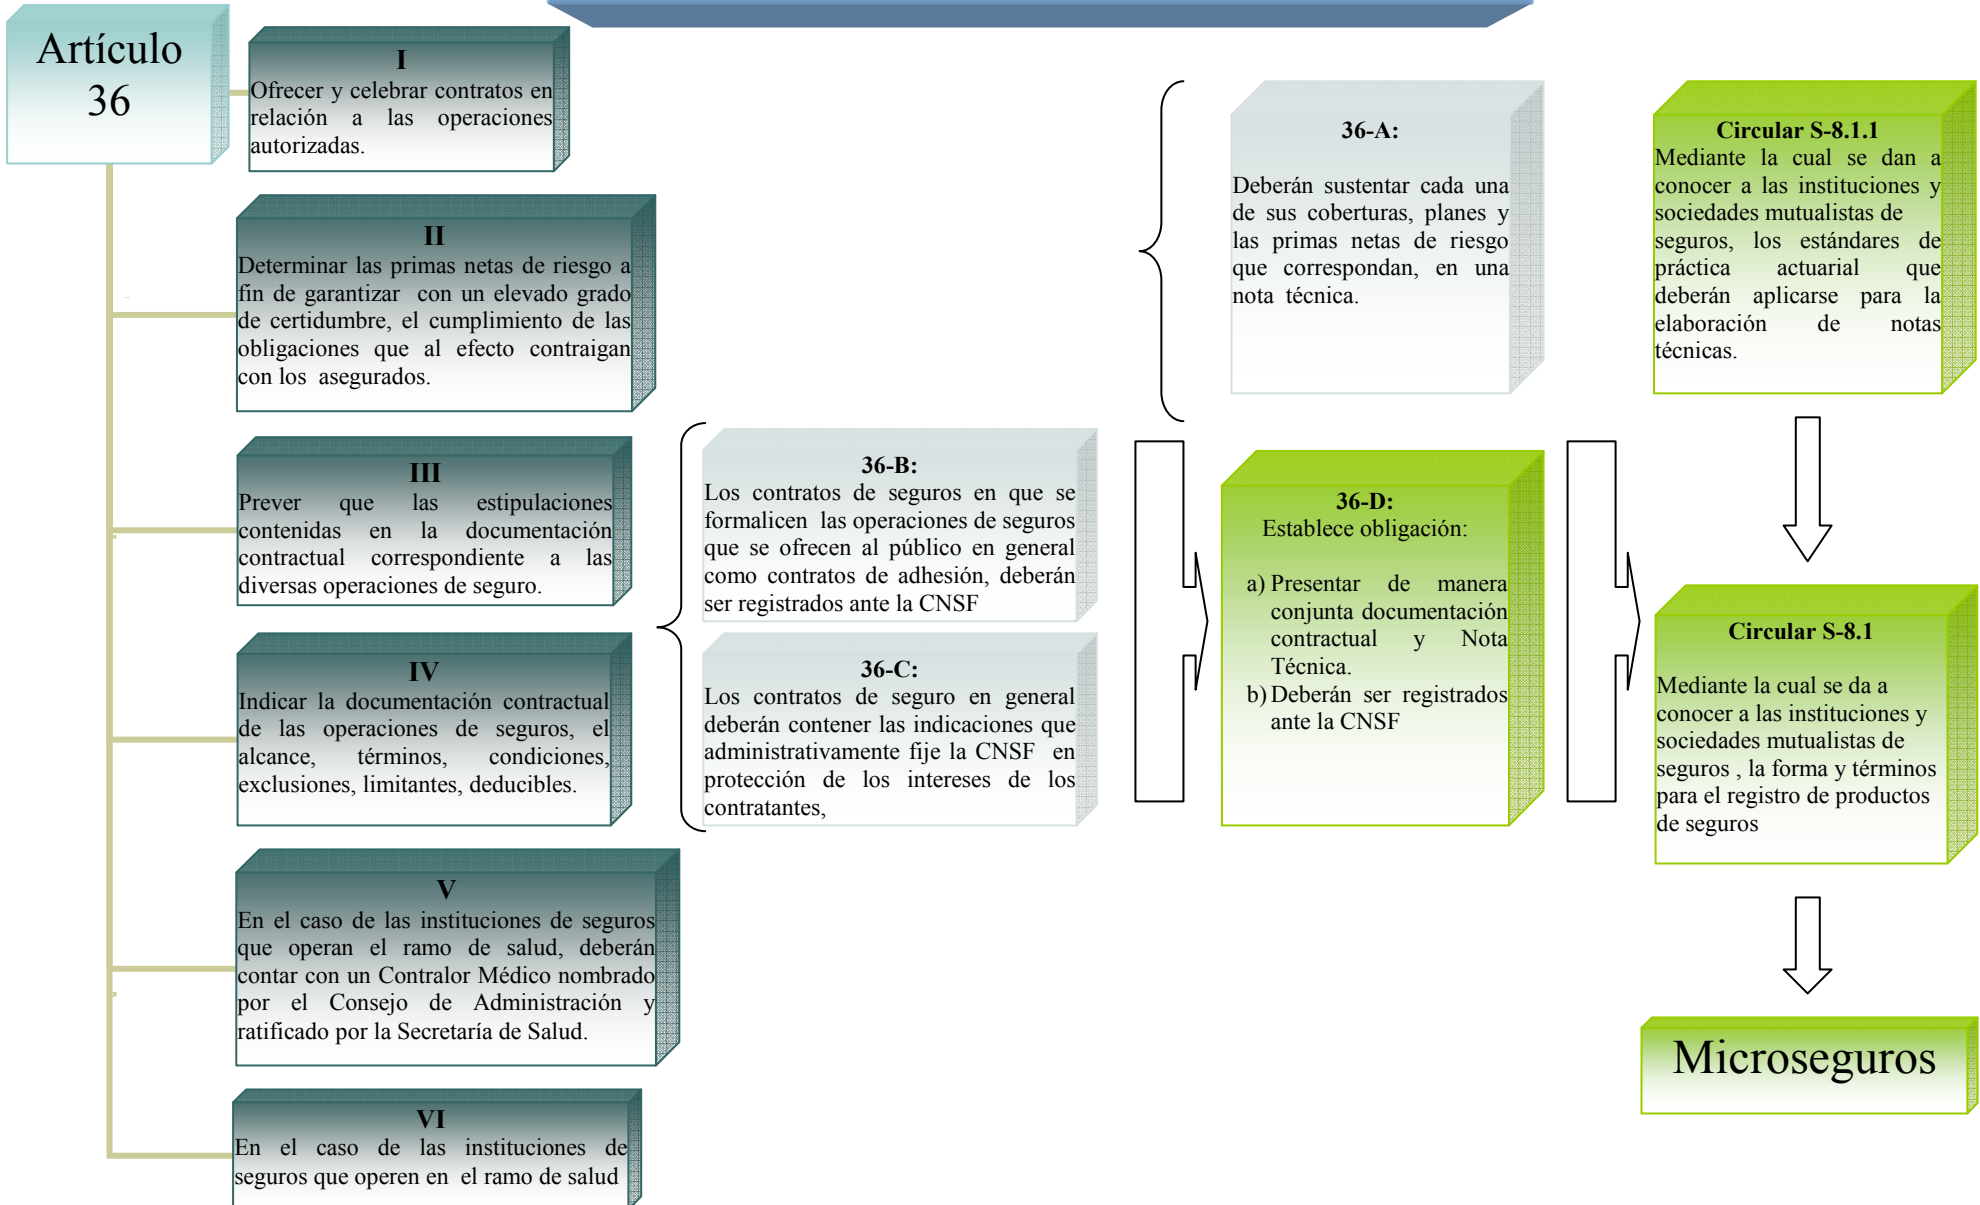 Artículo
36
I
Ofrecer y celebrar contratos en
relación a las operaciones
autorizadas.
II
Determinar las primas netas de riesgo a
fin de garantizar con un elevado grado
de certidumbre, el cumplimiento de las
obligaciones que al efecto contraigan
con los asegurados.
III
Prever que las estipulaciones
contenidas en la documentación
contractual correspondiente a las
diversas operaciones de seguro.
IV
Indicar la documentación contractual
de las operaciones de seguros, el
alcance, términos, condiciones,
exclusiones, limitantes, deducibles.
V
En el caso de las instituciones de seguros
que operan el ramo de salud, deberán
contar con un Contralor Médico nombrado
por el Consejo de Administración y
ratificado por la Secretaría de Salud.
VI
En el caso de las instituciones de
seguros que operen en el ramo de salud
36-B:
Los contratos de seguros en que se
formalicen las operaciones de seguros
que se ofrecen al público en general
como contratos de adhesión, deberán
ser registrados ante la CNSF
36-C:
Los contratos de seguro en general
deberán contener las indicaciones que
administrativamente fije la CNSF en
protección de los intereses de los
contratantes,
36-A:
Deberán sustentar cada una
de sus coberturas, planes y
las primas netas de riesgo
que correspondan, en una
nota técnica.
36-D:
Establece obligación:
a) Presentar de manera
conjunta documentación
contractual y Nota
Técnica.
b) Deberán ser registrados
ante la CNSF
Circular S-8.1.1
Mediante la cual se dan a
conocer a las instituciones y
sociedades mutualistas de
seguros, los estándares de
práctica actuarial que
deberán aplicarse para la
elaboración de notas
técnicas.
Circular S-8.1
Mediante la cual se da a
conocer a las instituciones y
sociedades mutualistas de
seguros , la forma y términos
para el registro de productos
de seguros
Microseguros